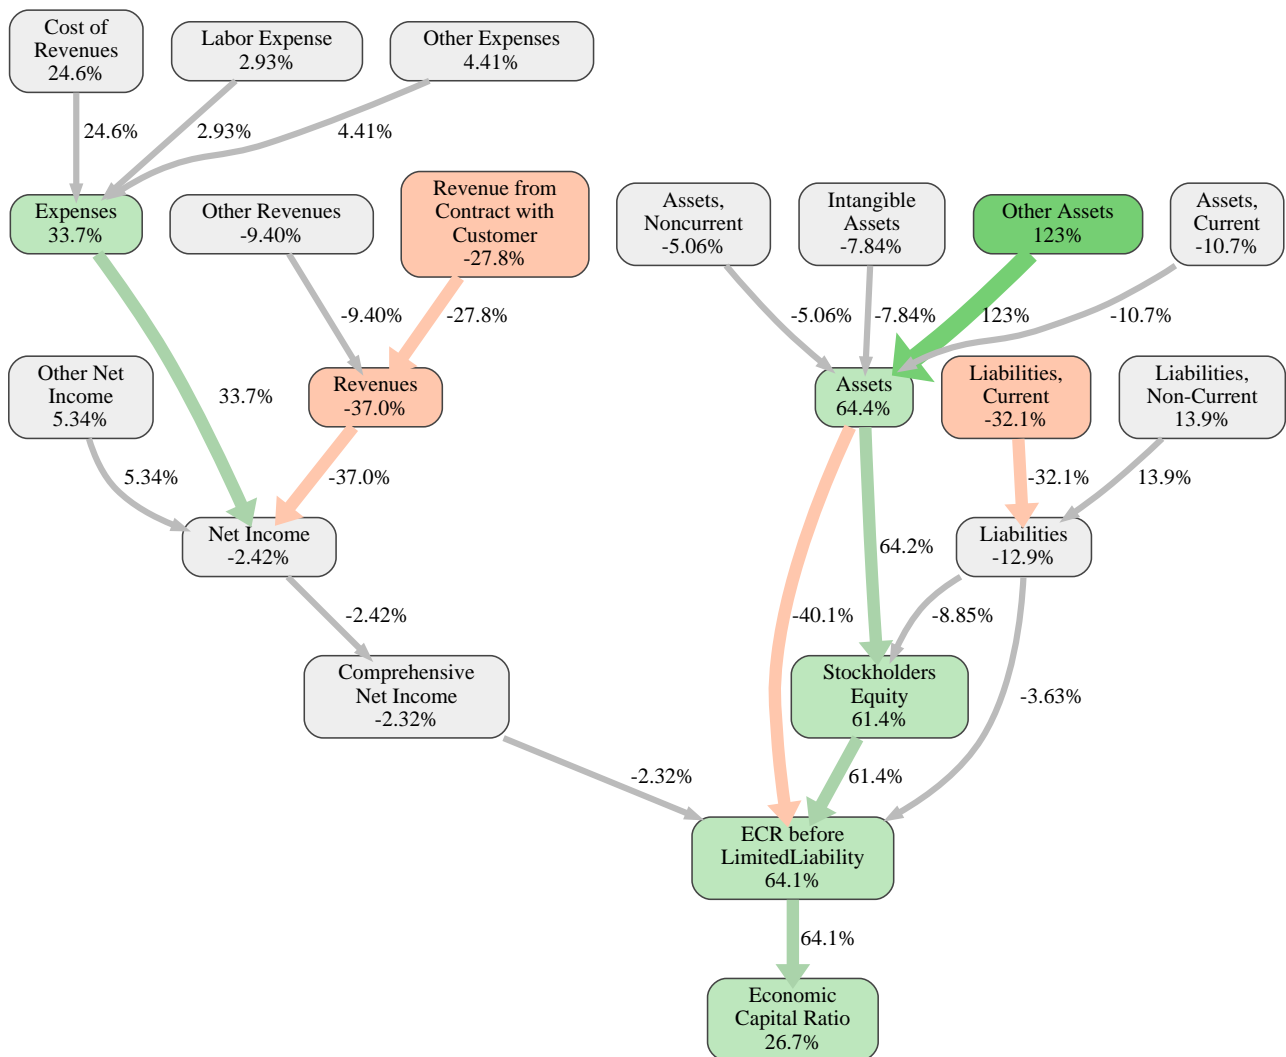 Cost of
Revenues
24.6%
Labor Expense
2.93%
Other Expenses
4.41%
24.6%
2.93%
4.41%
Expenses
33.7%
Other Revenues
-9.40%
Revenue from
Contract with
Customer
-27.8%
Assets,
Noncurrent
-5.06%
Intangible
Assets
-7.84%
Other Assets
123%
Assets,
Current
-10.7%
-9.40%
-27.8%
-5.06%
-7.84%
123%
-10.7%
Other Net
Income
5.34%
33.7%
Revenues
-37.0%
Assets
64.4%
Liabilities,
Current
-32.1%
Liabilities,
Non-Current
13.9%
5.34%
-37.0%
-32.1%
13.9%
Net Income
-2.42%
64.2%
Liabilities
-12.9%
-2.42%
-40.1%
-8.85%
Comprehensive
Net Income
-2.32%
Stockholders
Equity
61.4%
-3.63%
-2.32%
61.4%
ECR before
LimitedLiability
64.1%
64.1%
Economic
Capital Ratio
26.7%